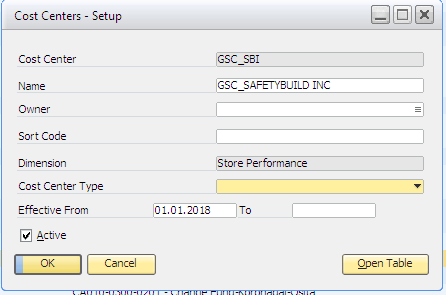 Cost Centers - Setup
Cost Center GSC_SBI
Name GSC_SAFETYBUILD INC
Owner
Sort Code
Dimension Store Performance
Cost Center Type
Effective From 01.01.2018 To
Active
OK Cancel Open Table